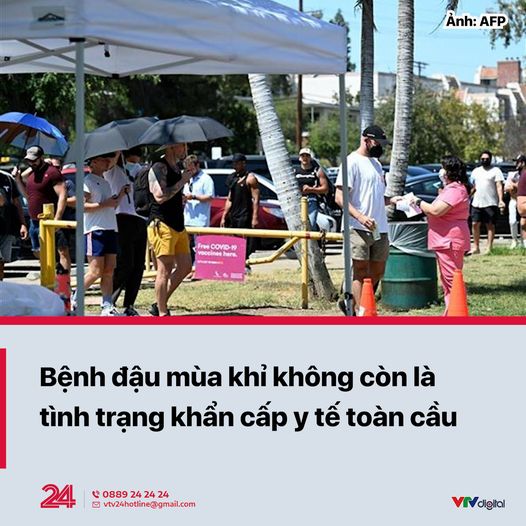 Ảnh: AFP
Free COVID-19
vaccines here.
Bệnh đậu mùa khỉ không còn là
tình trạng khẩn cấp y tế toàn cầu
24
0889 24 24 24
vtv24hotline@gmail.com
VTVdigital